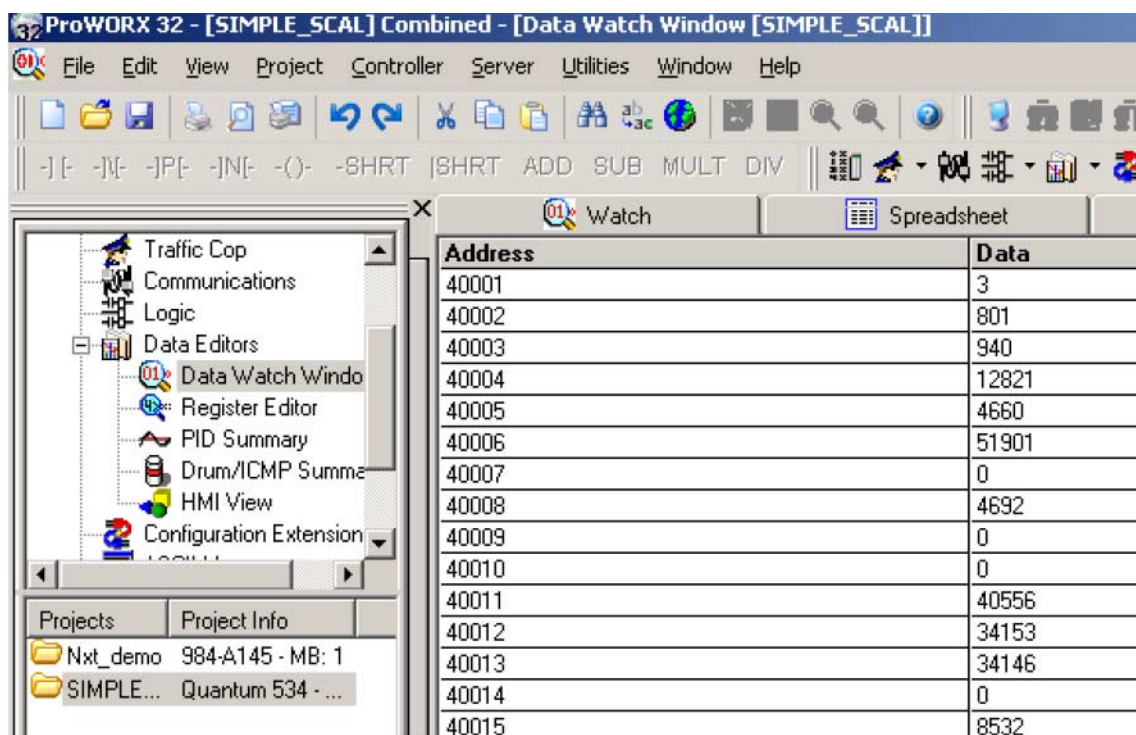 ProWORX 32 - [SIMPLE_SCAL] Combined - [Data Watch Window [SIMPLE_SCAL]]
File Edit View Project Controller Server Utilities Window Help
-] [- -]\[- -]P[- -]N[- -()- -SHRT |SHRT ADD SUB MULT DIV
Watch Spreadsheet
Traffic Cop
Communications
Logic
Data Editors
Data Watch Windo
Register Editor
PID Summary
Drum/ICMP Summa
HMI View
Configuration Extension
Projects Project Info
Nxt_demo 984-A145 - MB: 1
SIMPLE... Quantum 534 - ...
Address Data
40001 3
40002 801
40003 940
40004 12821
40005 4660
40006 51901
40007 0
40008 4692
40009 0
40010 0
40011 40556
40012 34153
40013 34146
40014 0
40015 8532